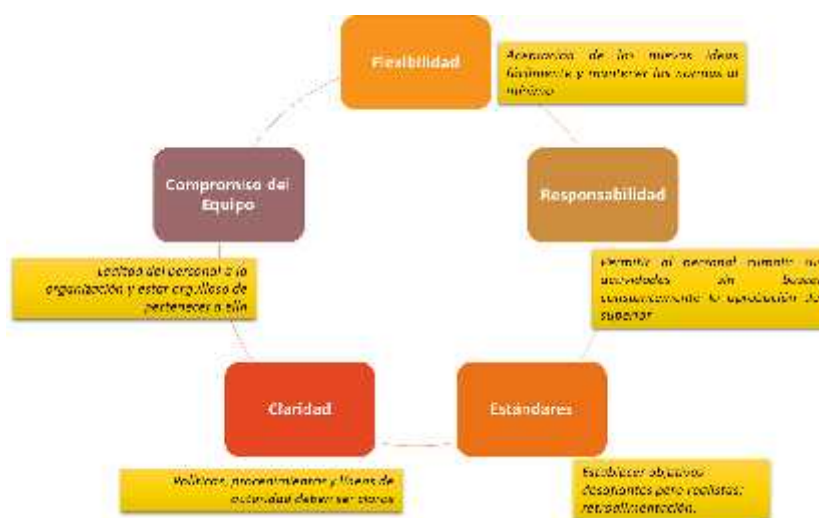 Flexibilidad
Aceptación de las nuevas ideas
fácilmente y mantener las normas al
mínimo
Responsabilidad
Permitir al personal cumplir su
actividades sin buscar
constantemente la aprobación del
superior
Estándares
Establecer objetivos
desafiantes pero realistas;
retroalimentación.
Claridad
Políticas, procedimientos y líneas de
autoridad deben ser claros
Compromiso del
Equipo
Lealtad del personal a la
organización y estar orgulloso de
pertenecer a ella